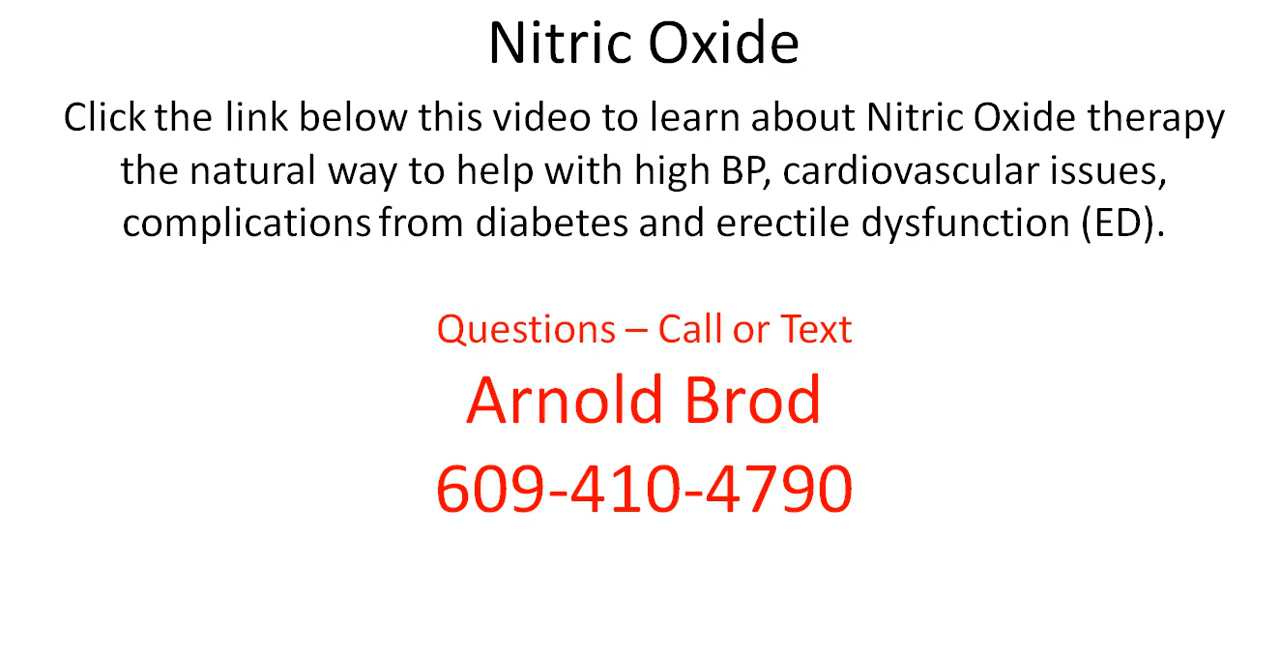 Nitric Oxide
Click the link below this video to learn about Nitric Oxide therapy
the natural way to help with high BP, cardiovascular issues,
complications from diabetes and erectile dysfunction (ED).
Questions – Call or Text
Arnold Brod
609-410-4790